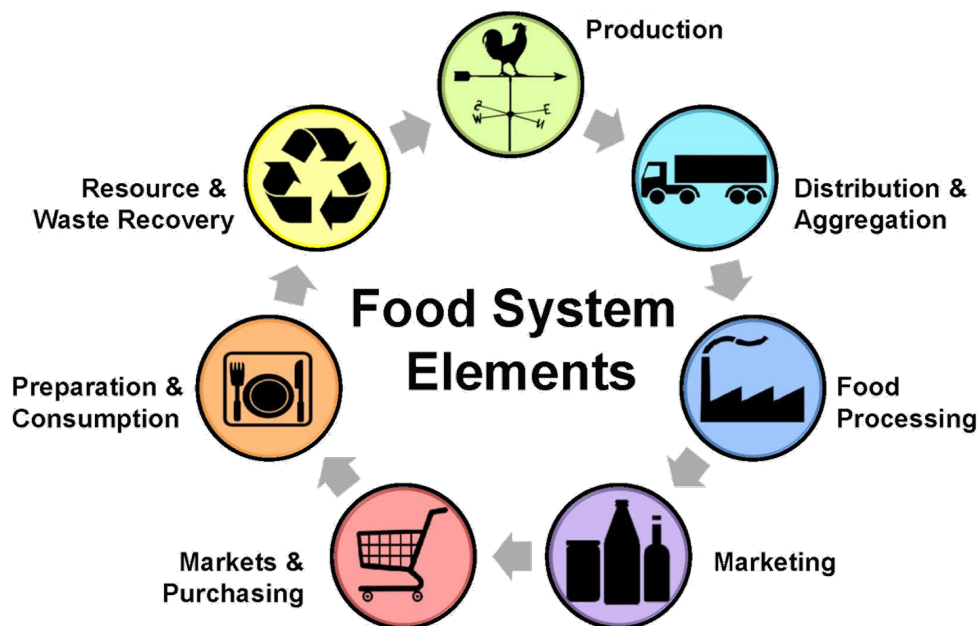 Production
Distribution &
Aggregation
Food
Processing
Marketing
Markets &
Purchasing
Preparation &
Consumption
Resource &
Waste Recovery
Food System
Elements
S
E
W
N